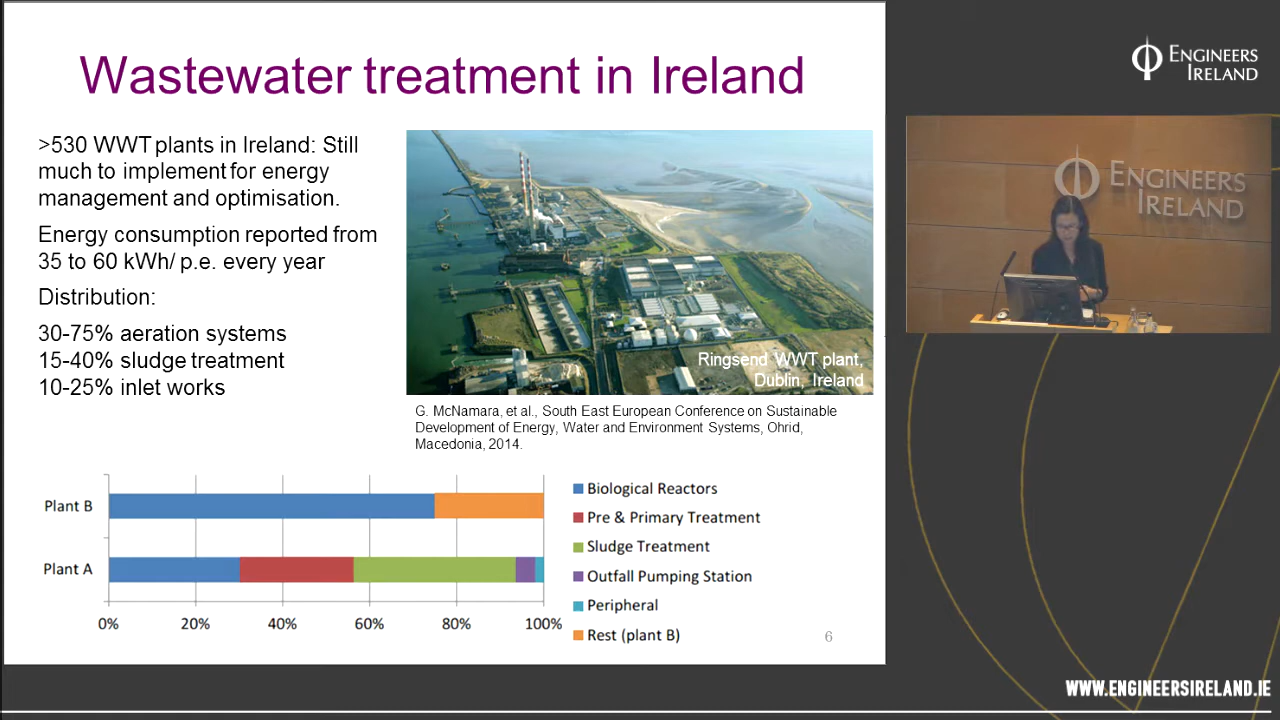 Wastewater treatment in Ireland
>530 WWT plants in Ireland: Still
much to implement for energy
management and optimisation.
Energy consumption reported from
35 to 60 kWh/ p.e. every year
Distribution:
30-75% aeration systems
15-40% sludge treatment
10-25% inlet works
Ringsend WWT plant,
Dublin, Ireland
G. McNamara, et al., South East European Conference on Sustainable
Development of Energy, Water and Environment Systems, Ohrid,
Macedonia, 2014.
Plant B
Plant A
0% 20% 40% 60% 80% 100%
Biological Reactors
Pre & Primary Treatment
Sludge Treatment
Outfall Pumping Station
Peripheral
Rest (plant B)
6
ENGINEERS
IRELAND
ENGINEERS
IRELAND
WWW.ENGINEERSIRELAND.IE